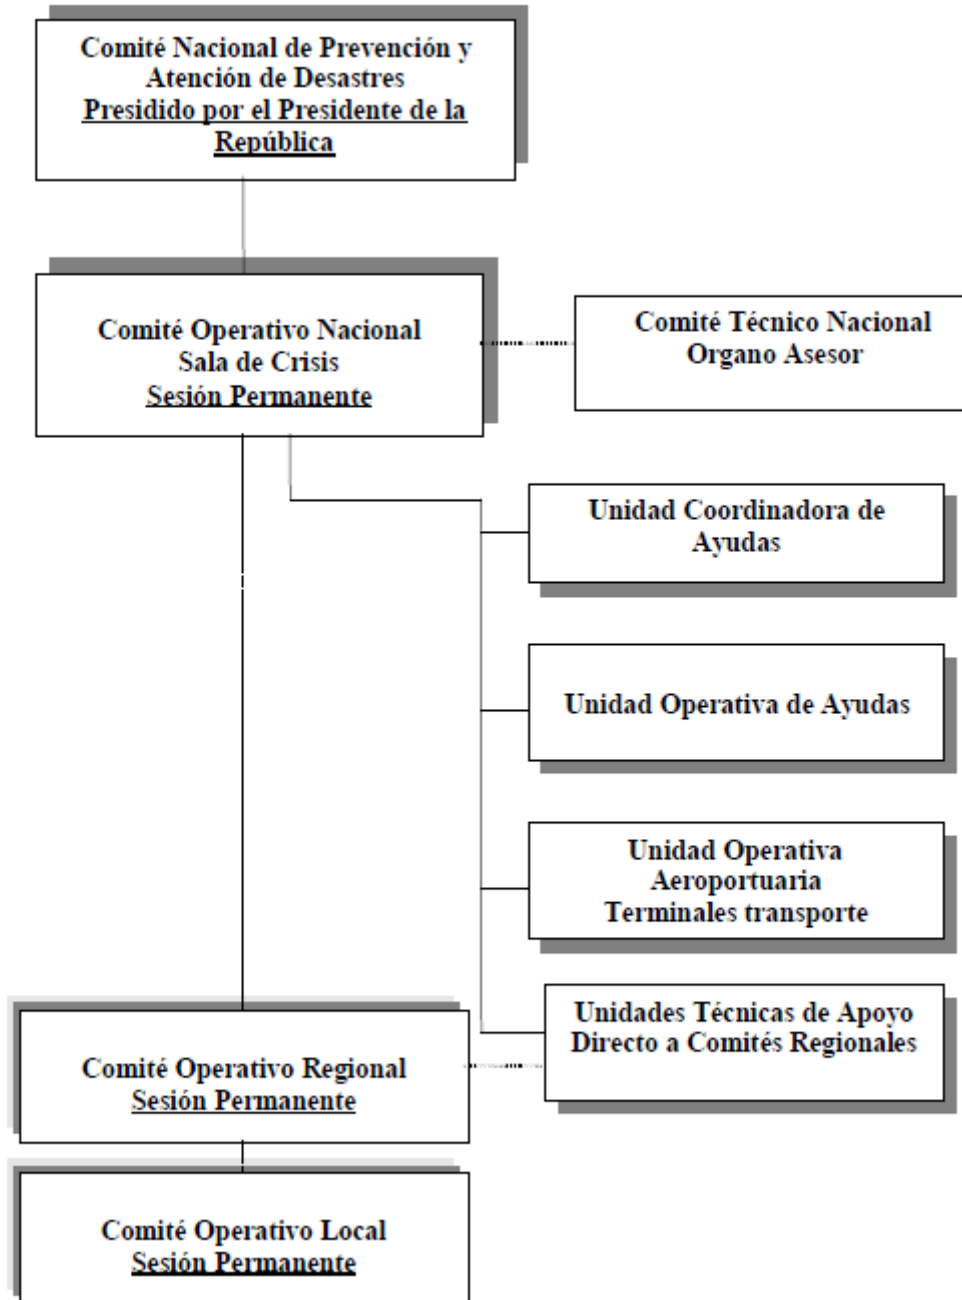 Comité Nacional de Prevención y
Atención de Desastres
Presidido por el Presidente de la
República
Comité Operativo Nacional
Sala de Crisis
Sesión Permanente
Comité Técnico Nacional
Organo Asesor
Unidad Coordinadora de
Ayudas
Unidad Operativa de Ayudas
Unidad Operativa
Aeroportuaria
Terminales transporte
Unidades Técnicas de Apoyo
Directo a Comités Regionales
Comité Operativo Regional
Sesión Permanente
Comité Operativo Local
Sesión Permanente